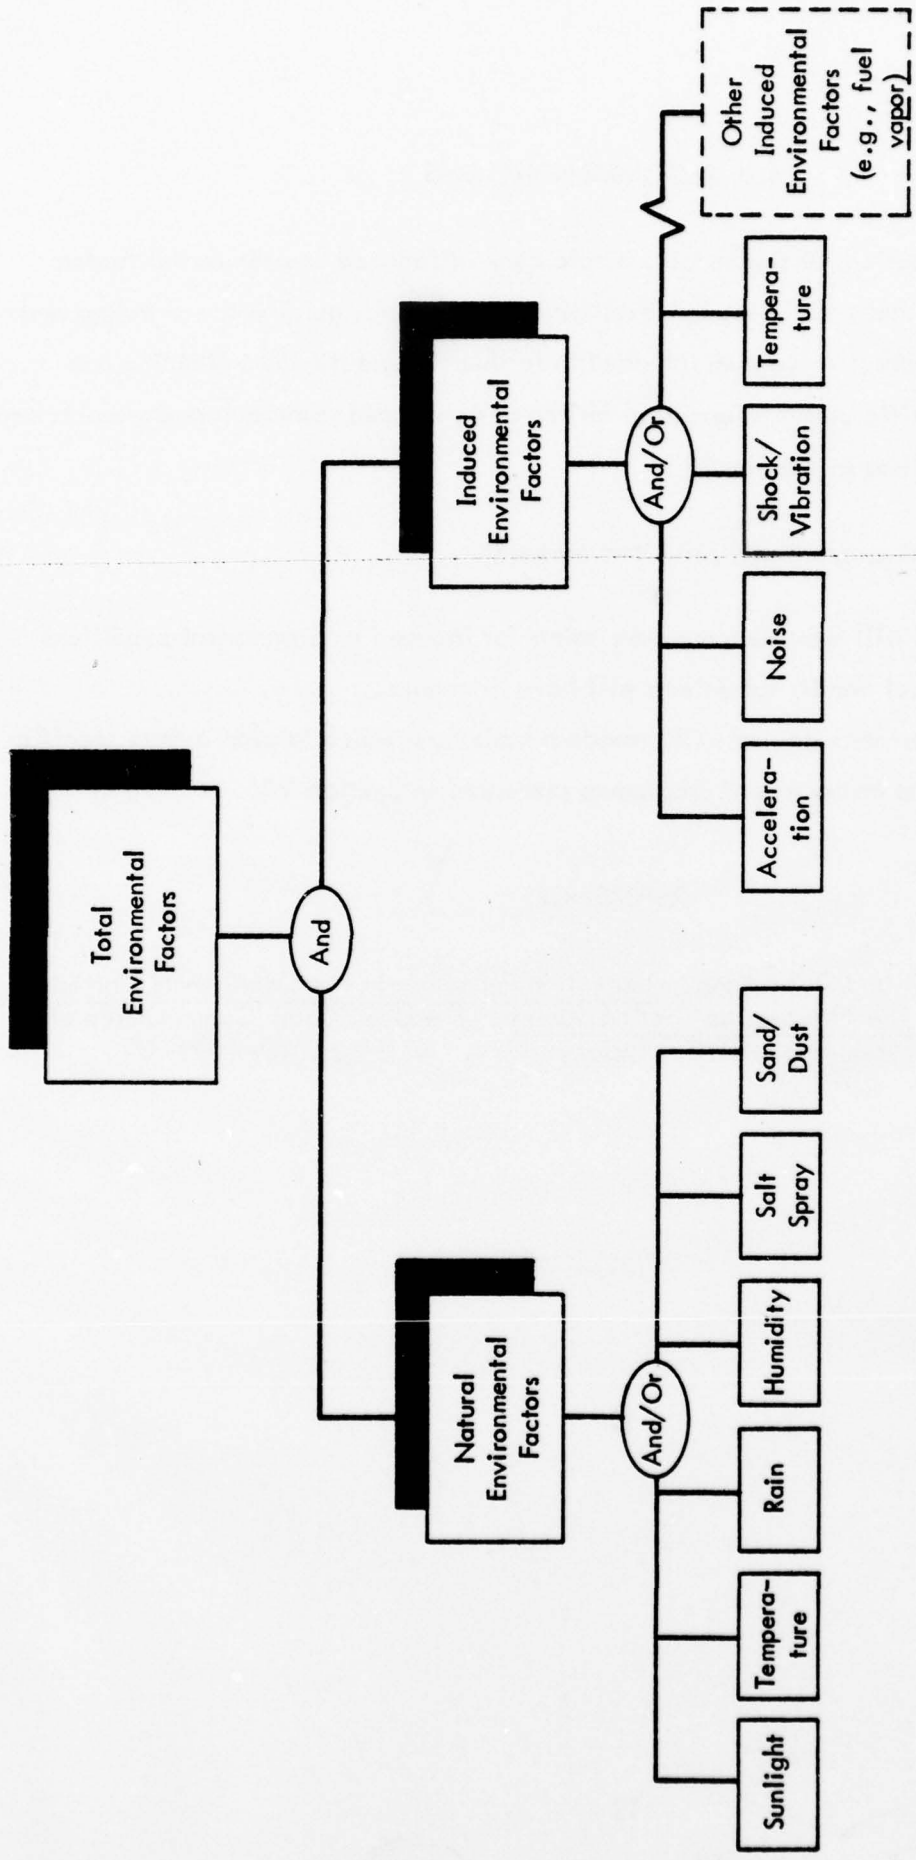 Total
Environmental
Factors
And
Natural
Environmental
Factors
Induced
Environmental
Factors
And/Or
And/Or
Sunlight
Tempera-
ture
Rain
Humidity
Salt
Spray
Sand/
Dust
Accelera-
tion
Noise
Shock/
Vibration
Tempera-
ture
Other
Induced
Environmental
Factors
(e.g., fuel
vapor)